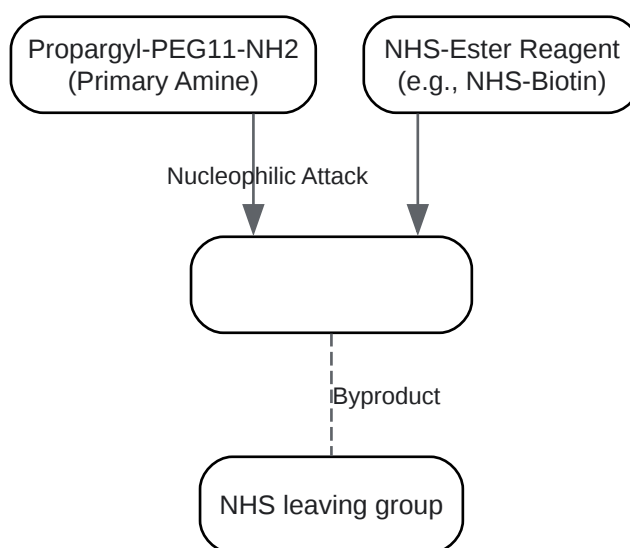 Propargyl-PEG11-NH2
(Primary Amine)
NHS-Ester Reagent
(e.g., NHS-Biotin)
Nucleophilic Attack
Byproduct
NHS leaving group